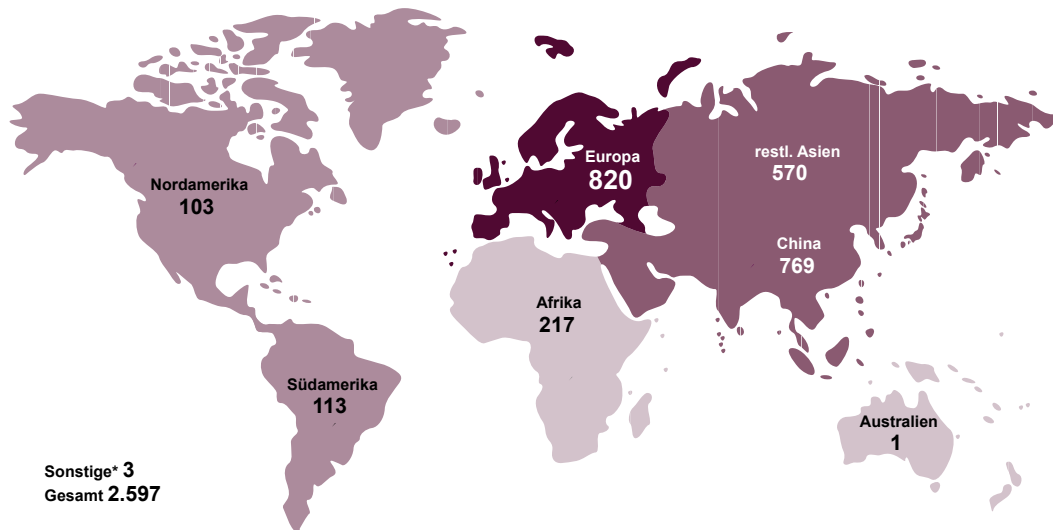 Nordamerika
103
Europa
820
restl. Asien
570
China
769
Afrika
217
Südamerika
113
Australien
1
Sonstige* 3
Gesamt 2.597